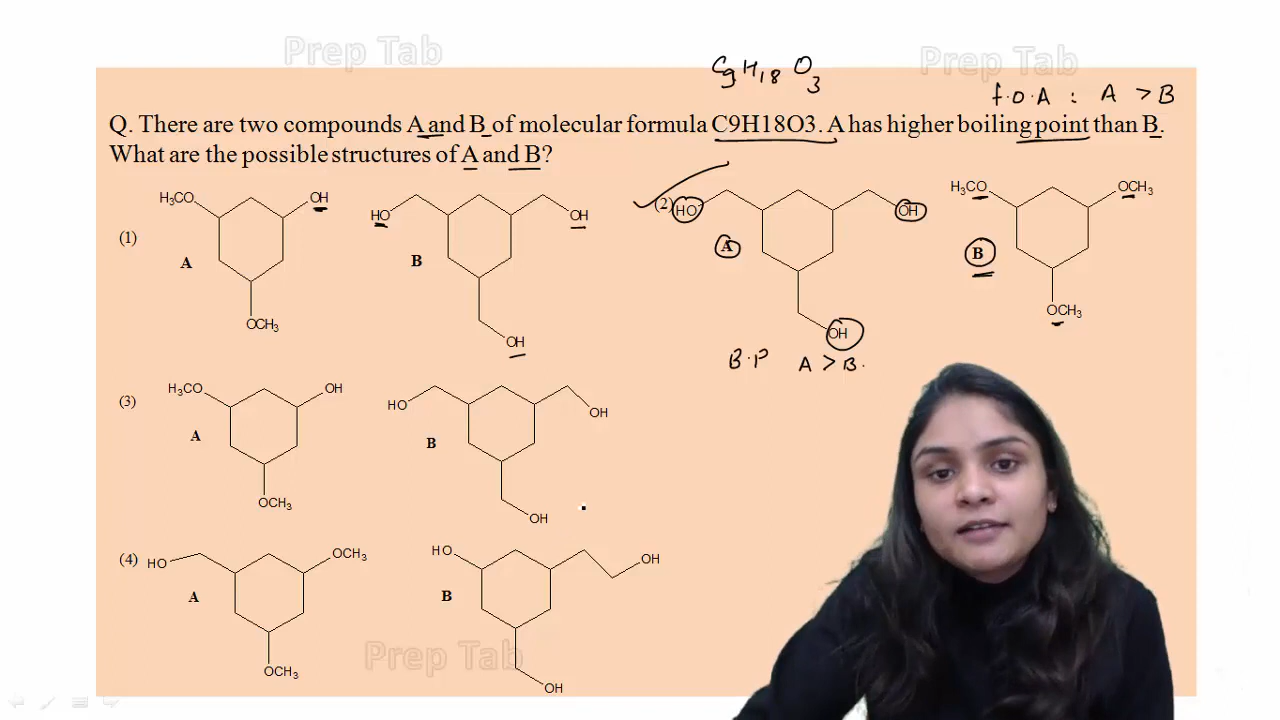 Prep Tab
Prep Tab
C9H18O3
f.O.A : A > B
Q. There are two compounds A and B of molecular formula C9H18O3. A has higher boiling point than B.
What are the possible structures of A and B?
(1)
H₃CO
OH
A
OCH₃
HO
OH
B
OH
(2)
HO
OH
A
OH
H₃CO
OCH₃
B
OCH₃
B.P A > B.
(3)
H₃CO
OH
A
OCH₃
HO
OH
B
OH
(4)
HO
OCH₃
A
OCH₃
HO
OH
B
OH
Prep Tab